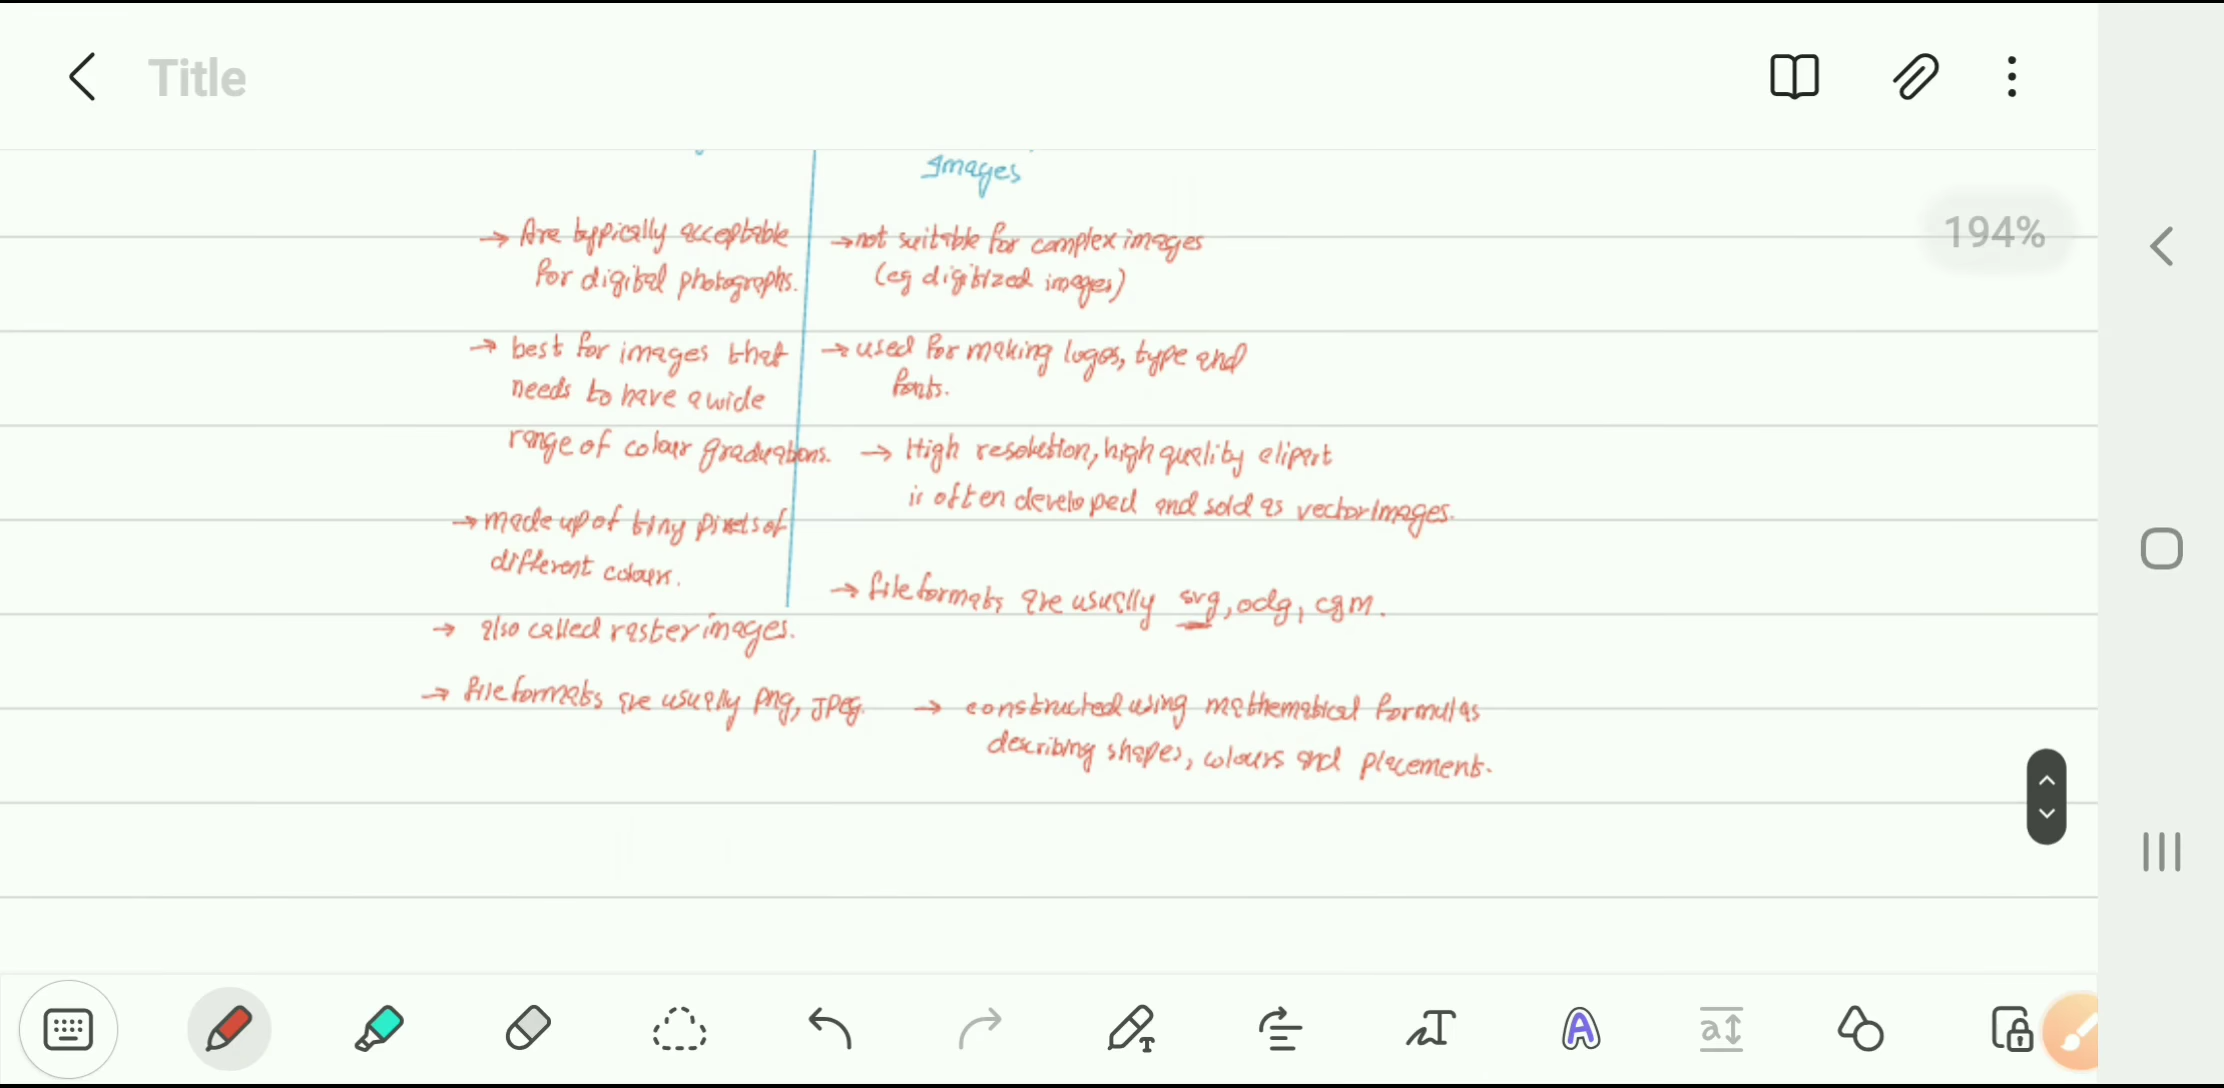 Title
Images
194%
→ Are typically acceptable
for digital photographs.
→ best for images that
needs to have a wide
range of colour graduations.
→ made up of tiny pixels of
different colours.
→ also called raster images.
→ file formats are usually png, JPEG.
→ not suitable for complex images
(eg digitized images)
→ used for making logos, type and
fonts.
→ High resolution, high quality clipart
is often developed and sold as vector images.
→ file formats are usually svg, odg, cgm.
→ constructed using mathematical formulas
describing shapes, colours and placement.